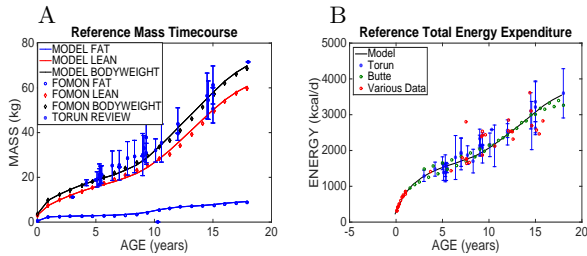 A
Reference Mass Timecourse
MODEL FAT
MODEL LEAN
MODEL BODYWEIGHT
FOMON FAT
FOMON LEAN
FOMON BODYWEIGHT
TORUN REVIEW
MASS (kg)
80
60
40
20
0
0 5 10 15 20
AGE (years)
B
Reference Total Energy Expenditure
Model
Torun
Butte
Various Data
ENERGY (kcal/d)
5000
4000
3000
2000
1000
0
-5 0 5 10 15 20
AGE (years)